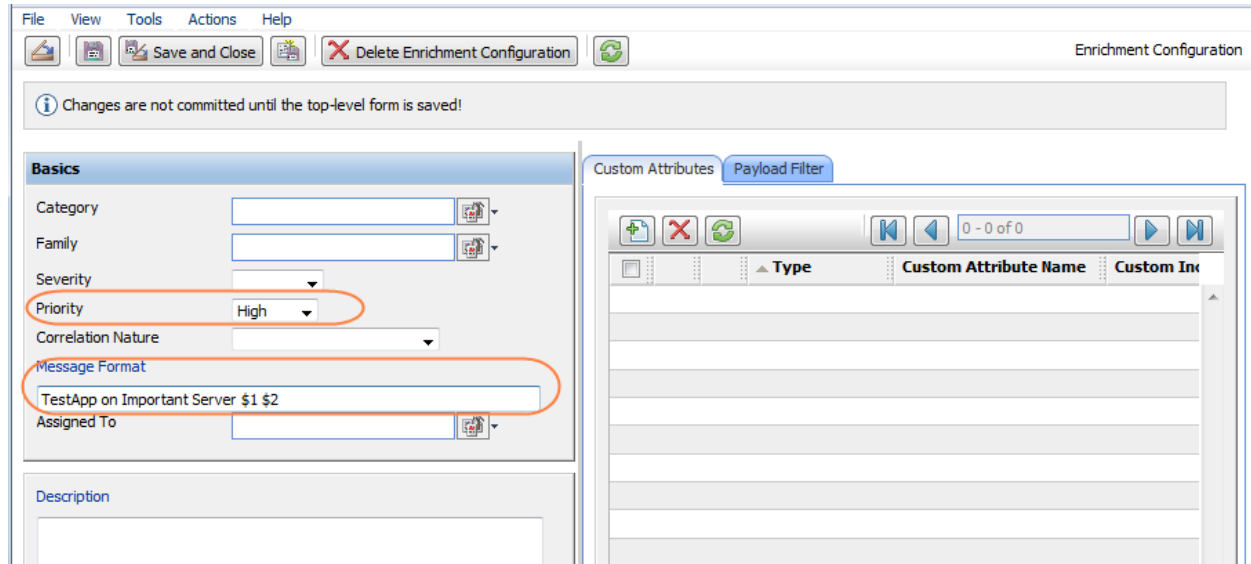 File View Tools Actions Help
Save and Close Delete Enrichment Configuration Enrichment Configuration
Changes are not committed until the top-level form is saved!
Basics
Category
Family
Severity
Priority High
Correlation Nature
Message Format
TestApp on Important Server $1 $2
Assigned To
Description
Custom Attributes Payload Filter
0 - 0 of 0
Type Custom Attribute Name Custom Inc